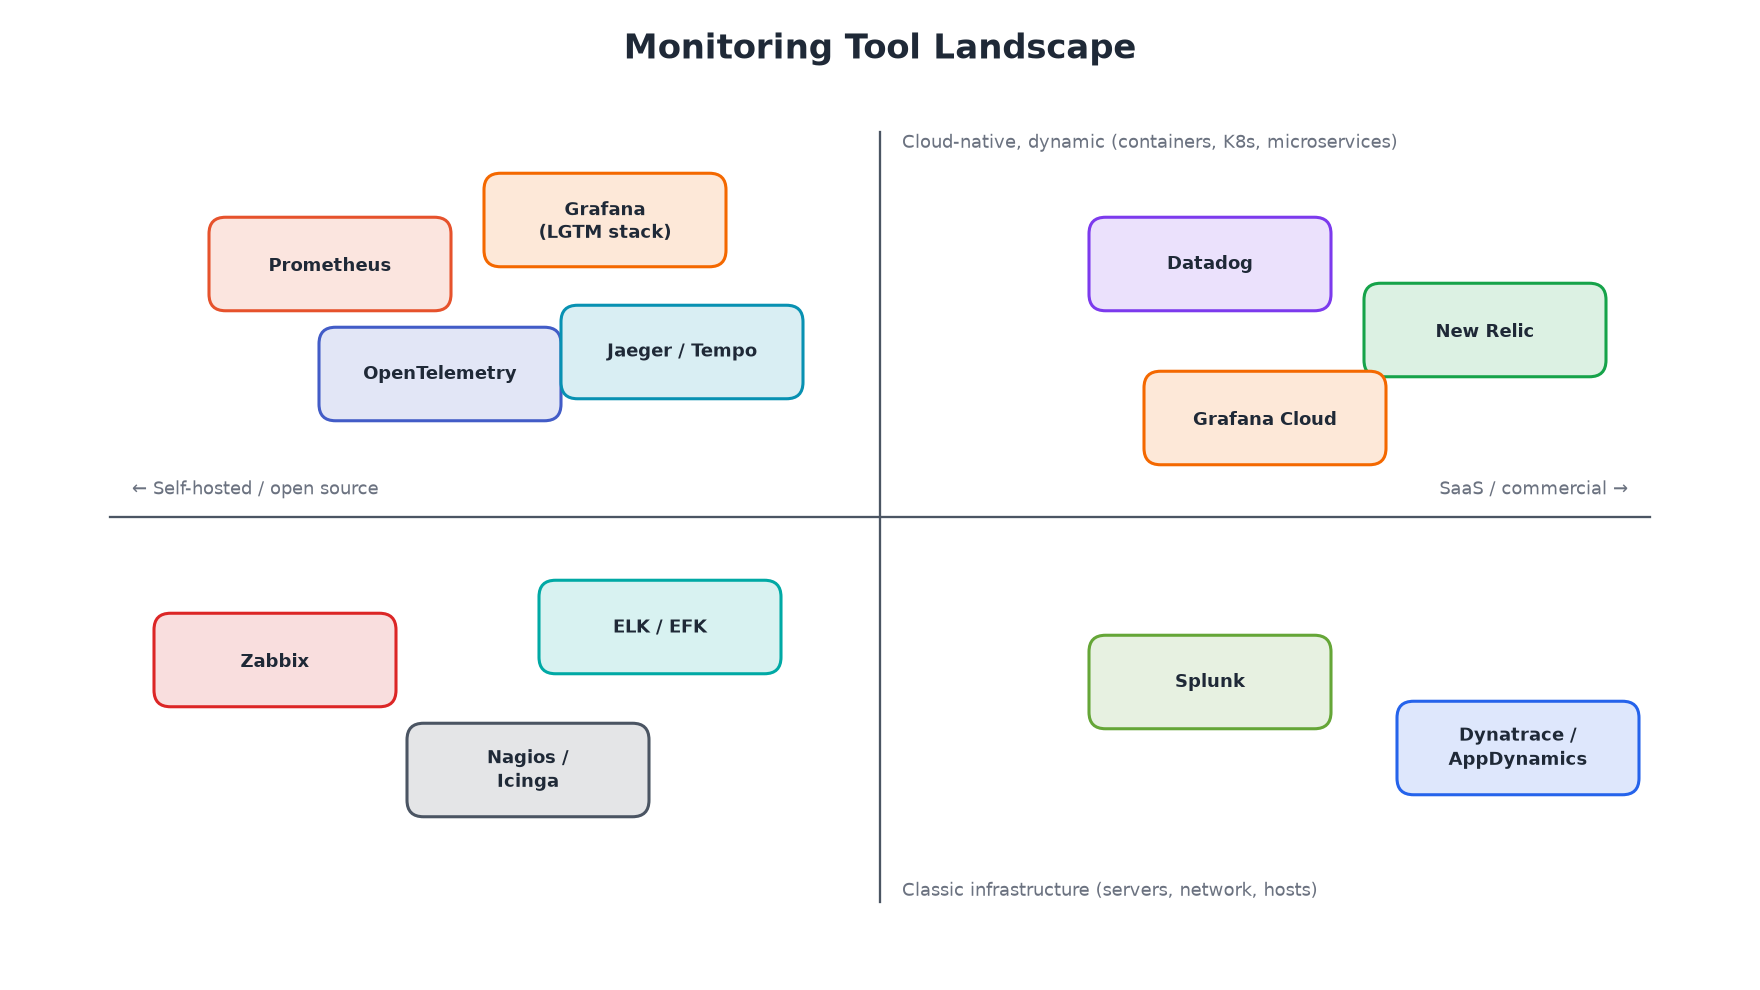 Monitoring Tool Landscape
Cloud-native, dynamic (containers, K8s, microservices)
Grafana
(LGTM stack)
Prometheus
Datadog
New Relic
Jaeger / Tempo
OpenTelemetry
Grafana Cloud
← Self-hosted / open source
SaaS / commercial →
ELK / EFK
Zabbix
Splunk
Nagios /
Icinga
Dynatrace /
AppDynamics
Classic infrastructure (servers, network, hosts)